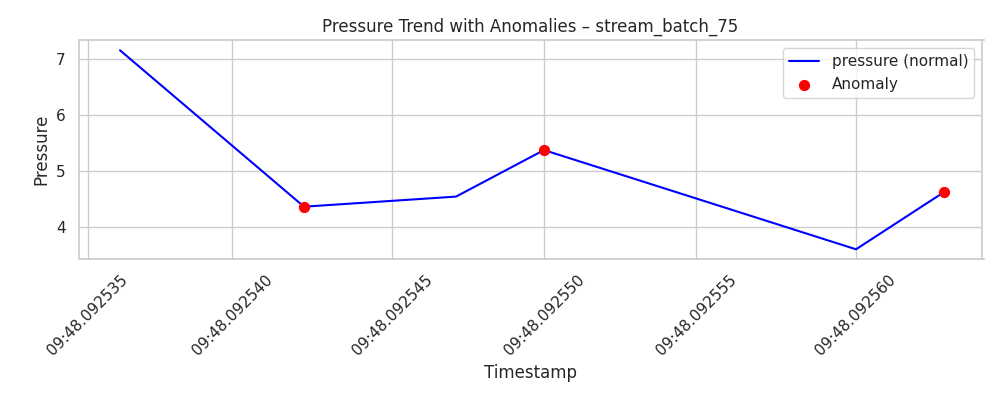 Pressure Trend with Anomalies – stream_batch_75
pressure (normal)
Anomaly
Pressure
7
6
5
4
09:48.092535
09:48.092540
09:48.092545
09:48.092550
09:48.092555
09:48.092560
Timestamp